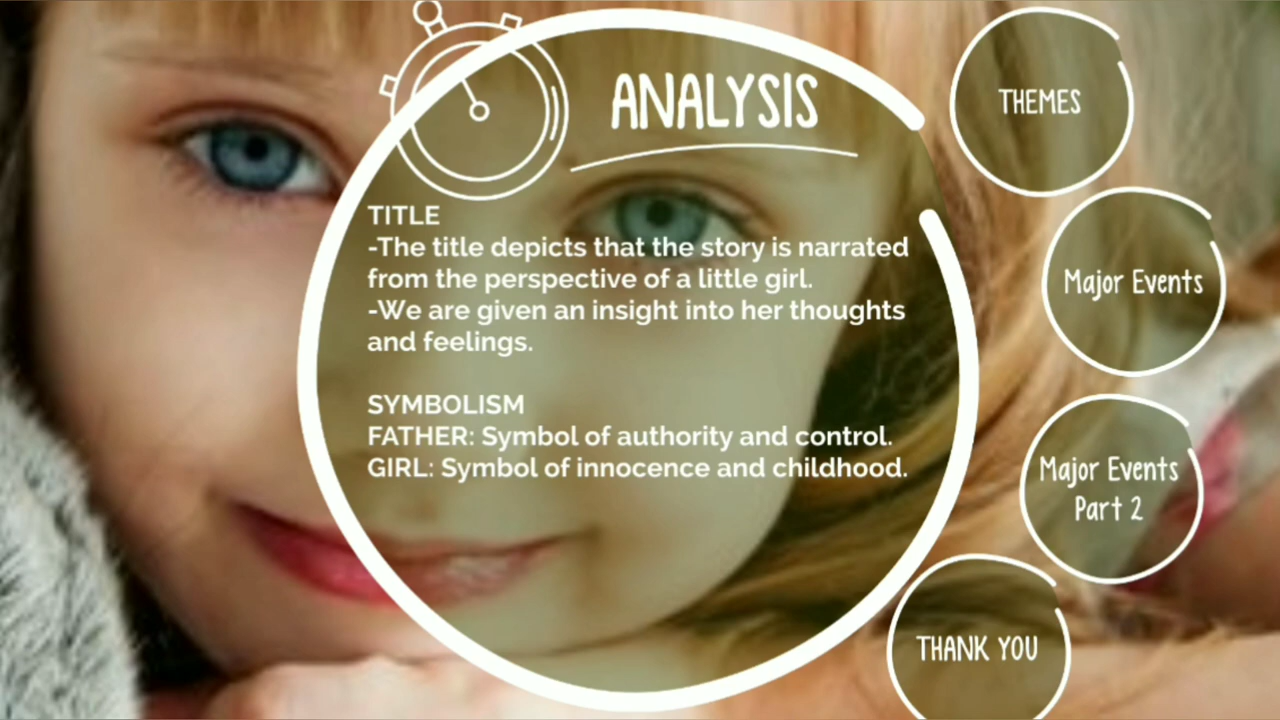 ANALYSIS
TITLE
-The title depicts that the story is narrated
from the perspective of a little girl.
-We are given an insight into her thoughts
and feelings.
SYMBOLISM
FATHER: Symbol of authority and control.
GIRL: Symbol of innocence and childhood.
THEMES
Major Events
Major Events
Part 2
THANK YOU